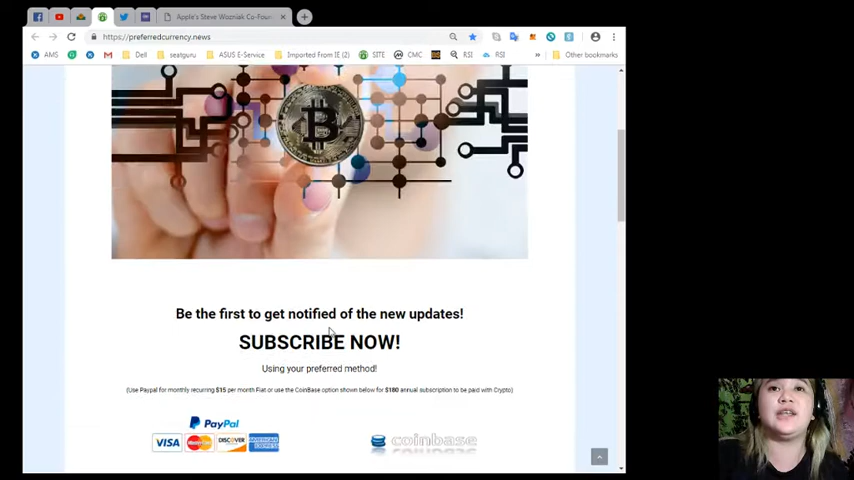 Apple's Steve Wozniak Co-Foun
https://preferredcurrency.news
AMS
Dell
seatguru
ASUS E-Service
Imported From IE (2)
SITE
CMC
RSI
RSI
Other bookmarks
Be the first to get notified of the new updates!
SUBSCRIBE NOW!
Using your preferred method!
(Use Paypal for monthly recurring $15 per month Fiat or use the CoinBase option shown below for $180 annual subscription to be paid with Crypto)
PayPal
VISA
DISCOVER
coinbase